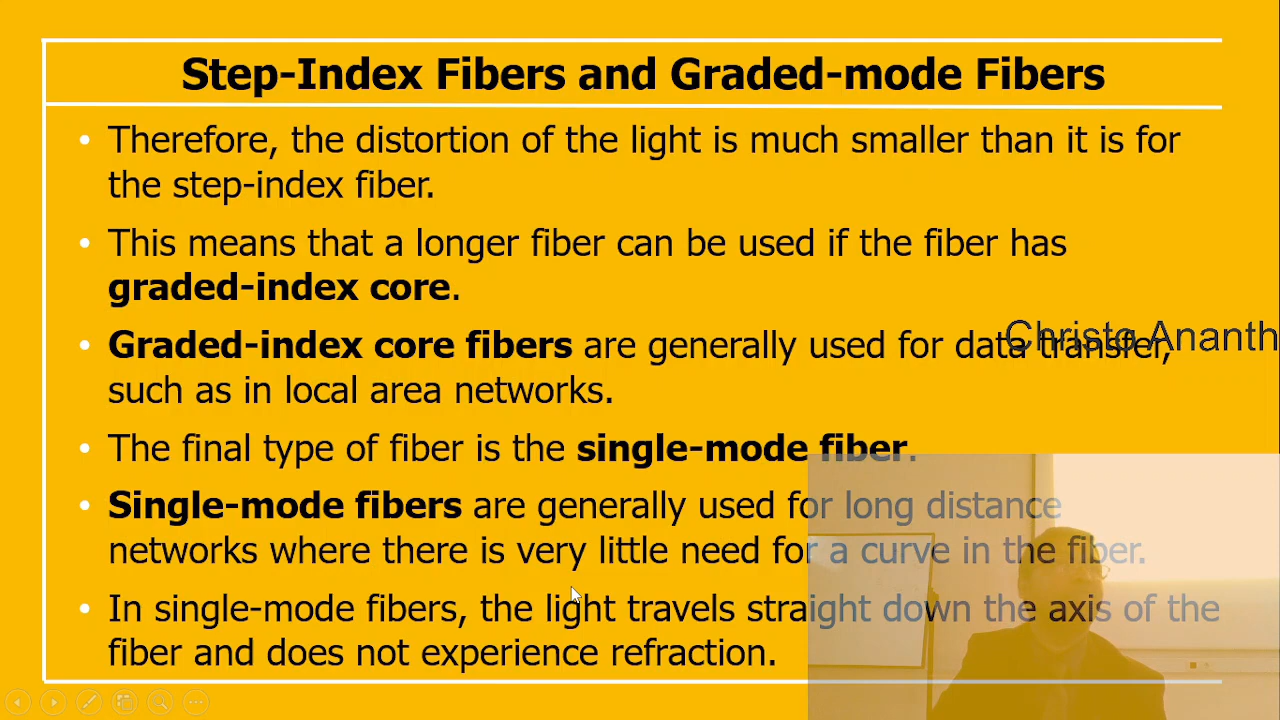 Step-Index Fibers and Graded-mode Fibers
• Therefore, the distortion of the light is much smaller than it is for
the step-index fiber.
• This means that a longer fiber can be used if the fiber has
graded-index core.
• Graded-index core fibers are generally used for data transfer,
Christo Ananth
such as in local area networks.
• The final type of fiber is the single-mode fiber.
• Single-mode fibers are generally used for long distance
networks where there is very little need for a curve in the fiber.
• In single-mode fibers, the light travels straight down the axis of the
fiber and does not experience refraction.